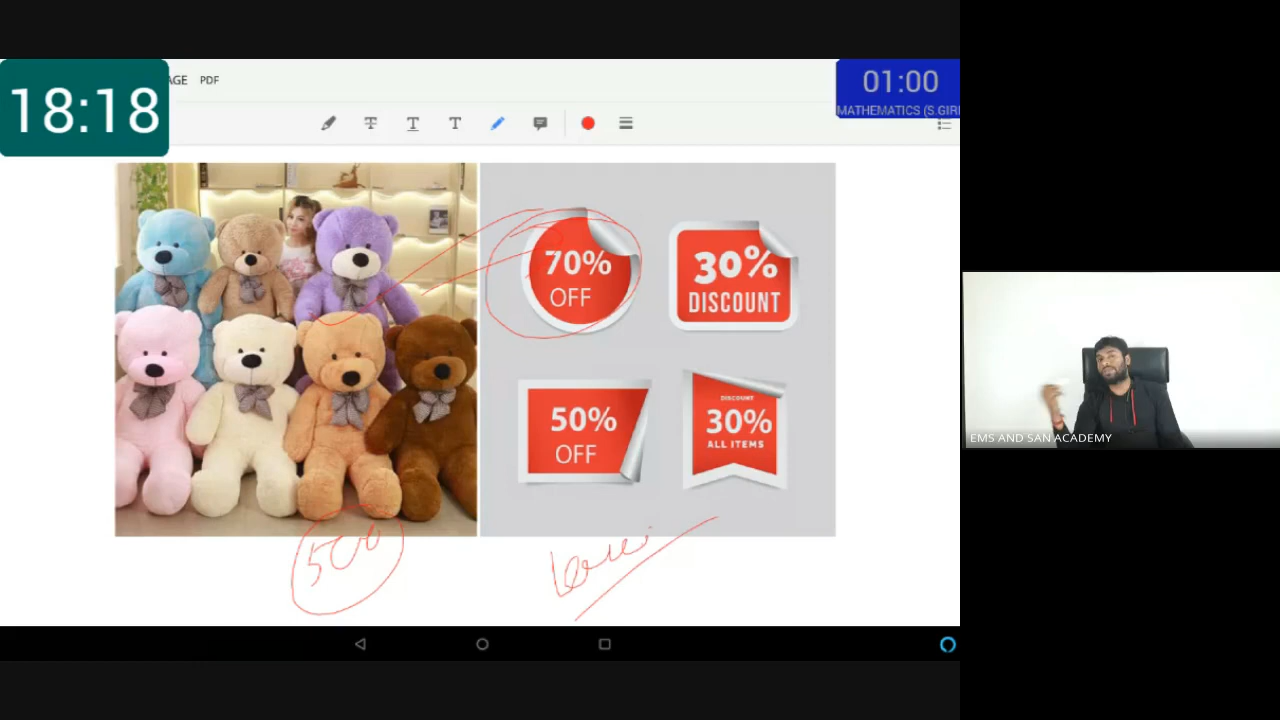 18:18
AGE PDF
01:00
MATHEMATICS (S.GIRI
70%
OFF
30%
DISCOUNT
50%
OFF
DISCOUNT
30%
ALL ITEMS
500
EMS AND SAN ACADEMY